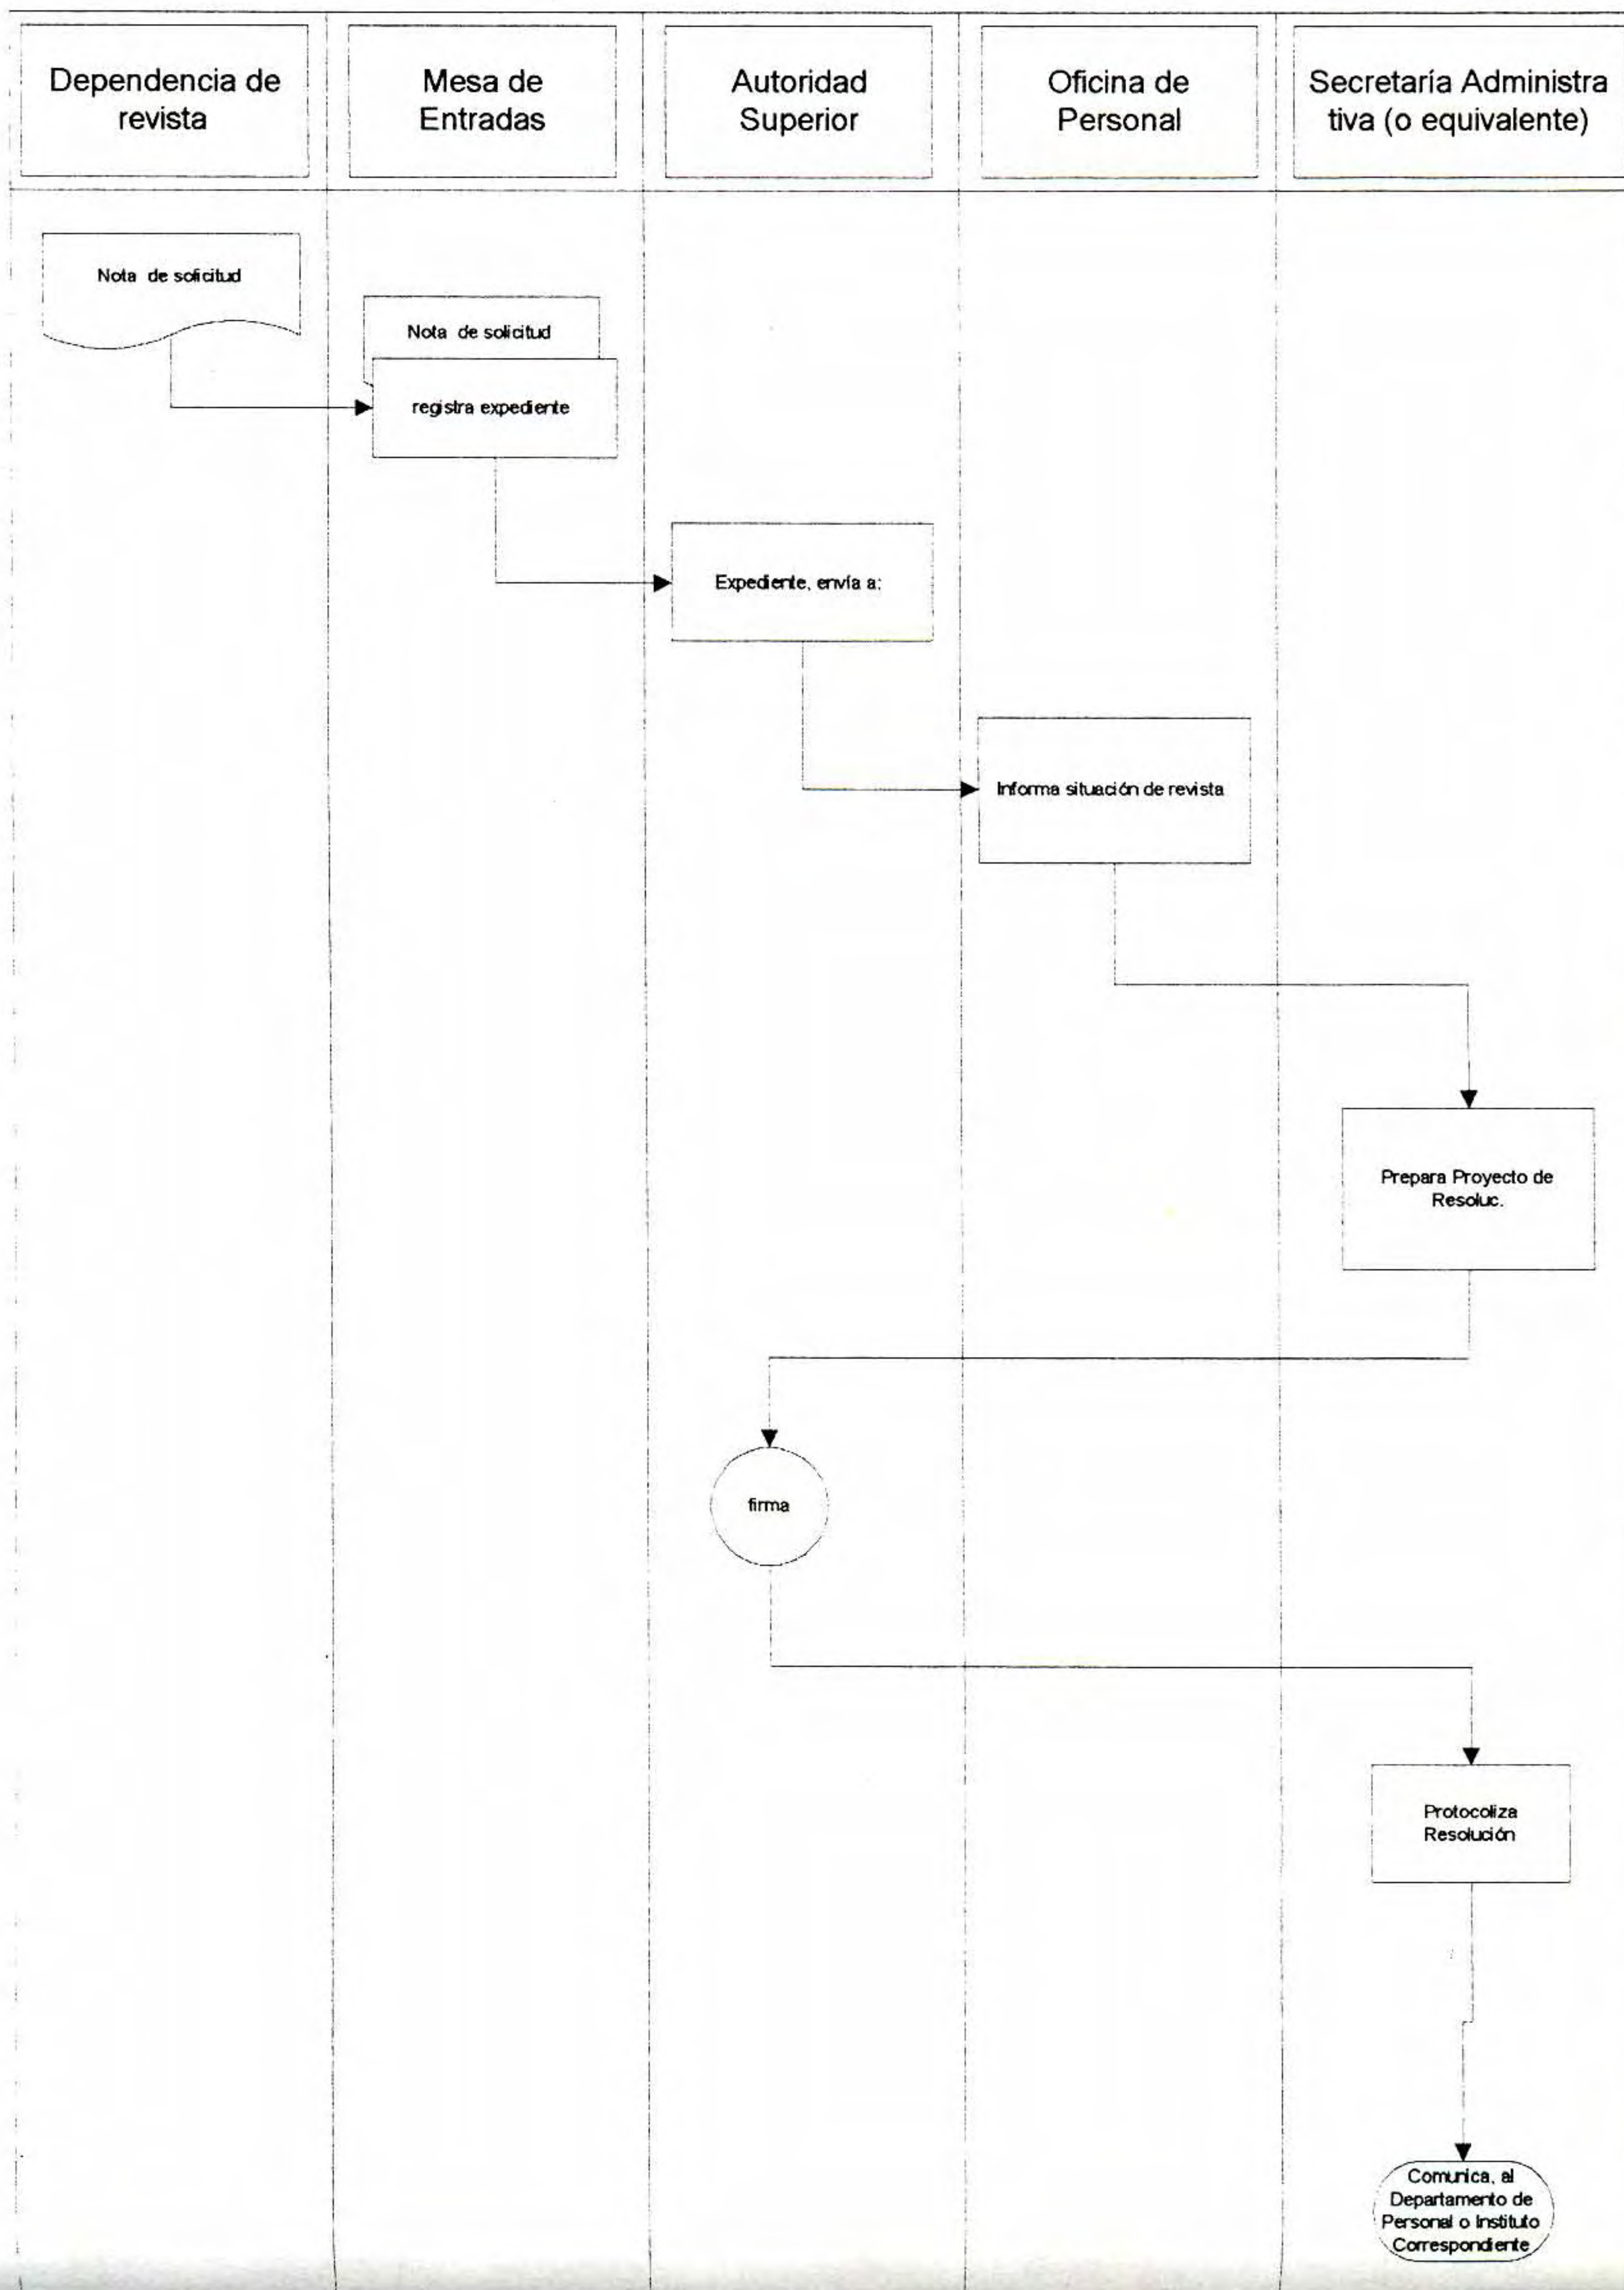 Dependencia de
revista
Mesa de
Entradas
Autoridad
Superior
Oficina de
Personal
Secretaría Administra
tiva (o equivalente)
Nota de solicitud
Nota de solicitud
registra expediente
Expediente, envía a:
Informa situación de revista
Prepara Proyecto de
Resoluc.
firma
Protocoliza
Resolución
Comunica, al
Departamento de
Personal o Instituto
Correspondiente